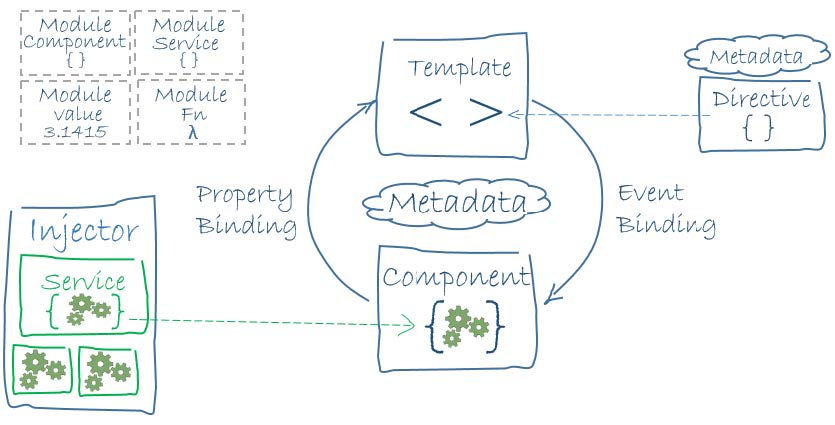 Module
Component
{ }
Module
Service
{ }
Module
value
3.1415
Module
Fn
λ
Template
< >
Metadata
Directive
{ }
Property
Binding
Metadata
Event
Binding
Injector
Service
{ }
Component
{ }